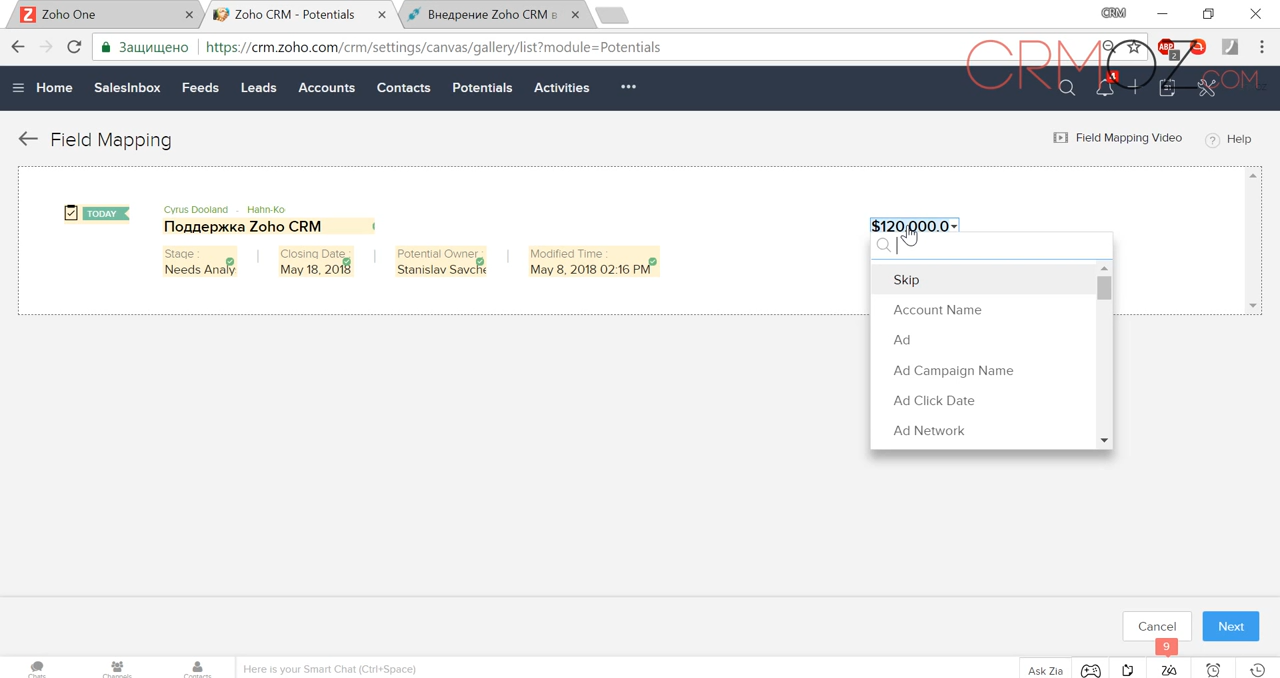 Zoho One
Zoho CRM - Potentials
Внедрение Zoho CRM в
CRM
Защищено
https://crm.zoho.com/crm/settings/canvas/gallery/list?module=Potentials
ABP
2
CRMOZ.COM
Home
SalesInbox
Feeds
Leads
Accounts
Contacts
Potentials
Activities
Field Mapping
Field Mapping Video
Help
TODAY
Cyrus Dooland - Hahn-Ko
Поддержка Zoho CRM
$120,000.0
Stage :
Needs Analy
Closing Date :
May 18, 2018
Potential Owner :
Stanislav Savche
Modified Time :
May 8, 2018 02:16 PM
Skip
Account Name
Ad
Ad Campaign Name
Ad Click Date
Ad Network
Cancel
Next
9
Chats
Channels
Contacts
Here is your Smart Chat (Ctrl+Space)
Ask Zia